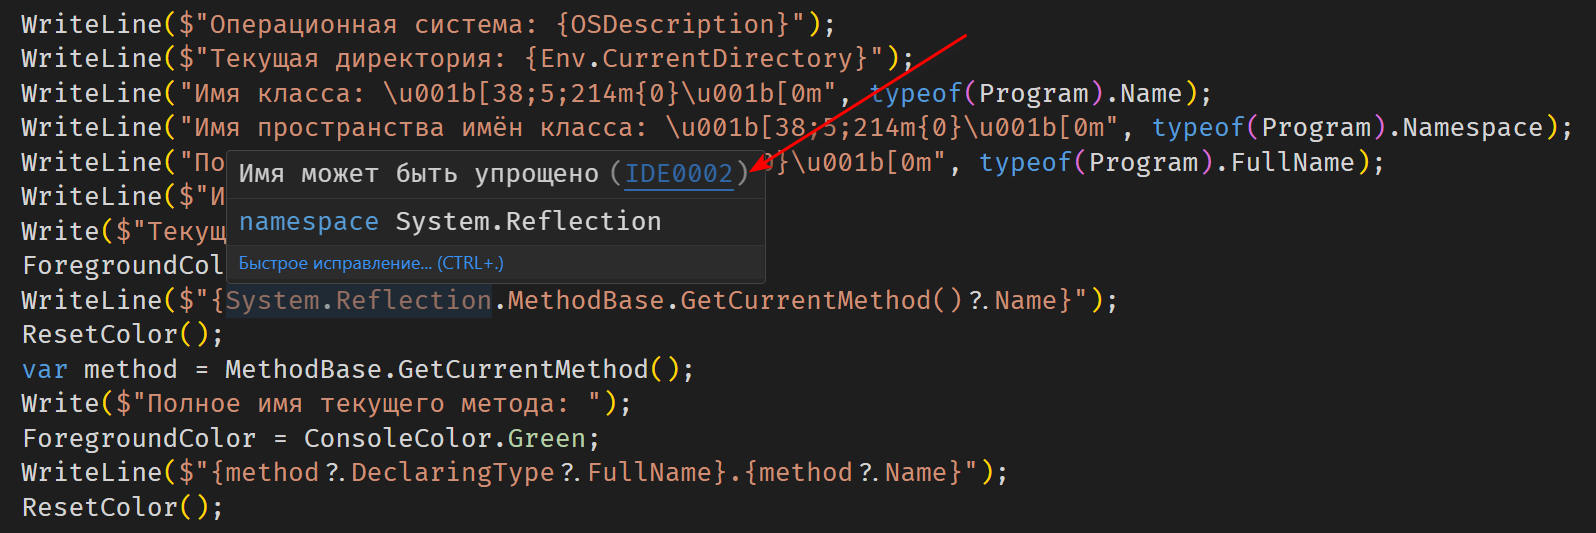 WriteLine($"Операционная система: {OSDescription}");
WriteLine($"Текущая директория: {Env.CurrentDirectory}");
WriteLine("Имя класса: \u001b[38;5;214m{0}\u001b[0m", typeof(Program).Name);
WriteLine("Имя пространства имён класса: \u001b[38;5;214m{0}\u001b[0m", typeof(Program).Namespace);
WriteLine("По 0}\u001b[0m", typeof(Program).FullName);
Имя может быть упрощено (IDE0002)
WriteLine($"И
namespace System.Reflection
Write($"Текущ
Быстрое исправление... (CTRL+.)
ForegroundCol
WriteLine($"{System.Reflection.MethodBase.GetCurrentMethod()?.Name}");
ResetColor();
var method = MethodBase.GetCurrentMethod();
Write($"Полное имя текущего метода: ");
ForegroundColor = ConsoleColor.Green;
WriteLine($"{method?.DeclaringType?.FullName}.{method?.Name}");
ResetColor();